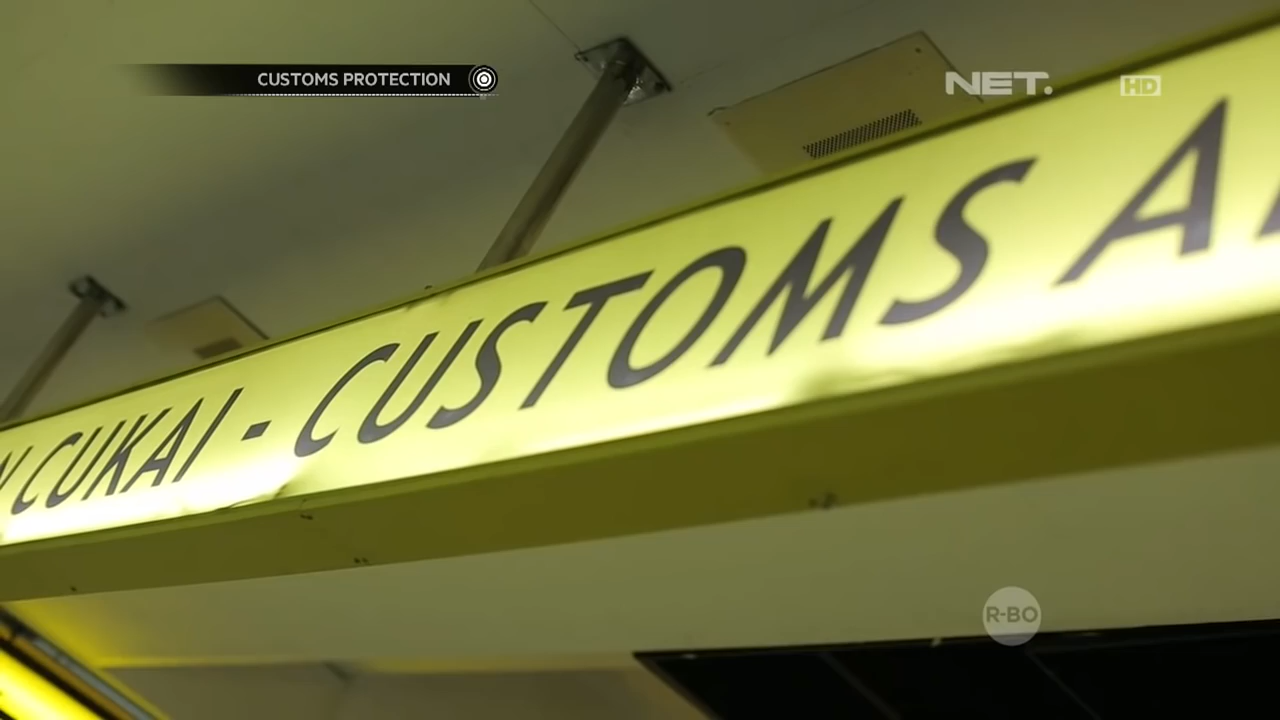 CUSTOMS PROTECTION
NET.
HD
CUKAI - CUSTOMS
R-BO